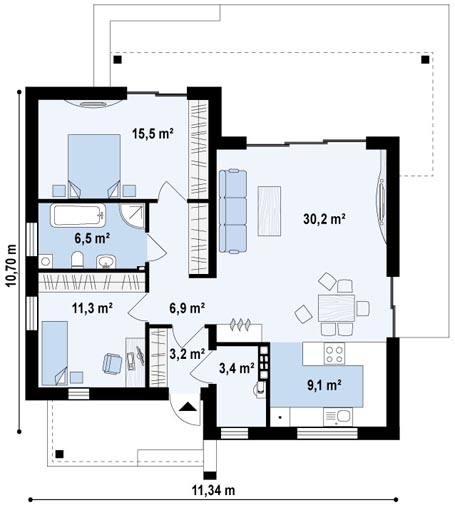 15,5 m²
30,2 m²
6,5 m²
11,3 m²
6,9 m²
3,2 m²
3,4 m²
9,1 m²
10,70 m
11,34 m